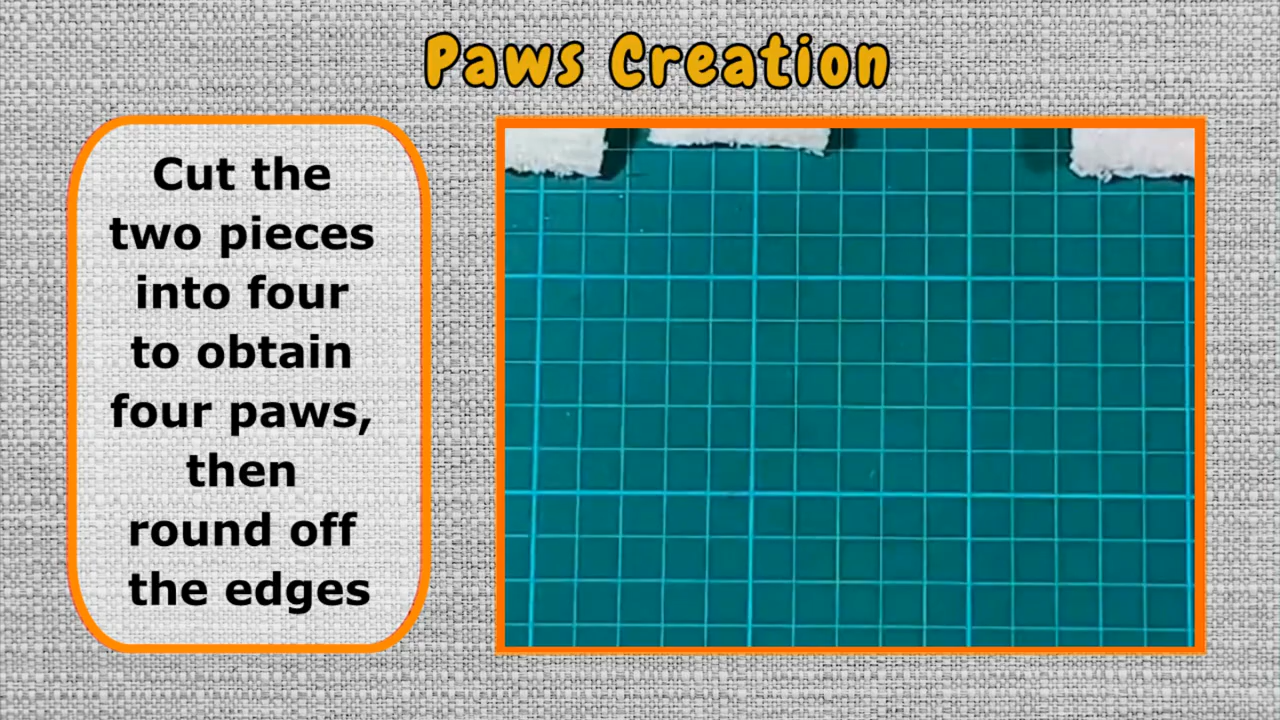 Paws Creation
Cut the
two pieces
into four
to obtain
four paws,
then
round off
the edges